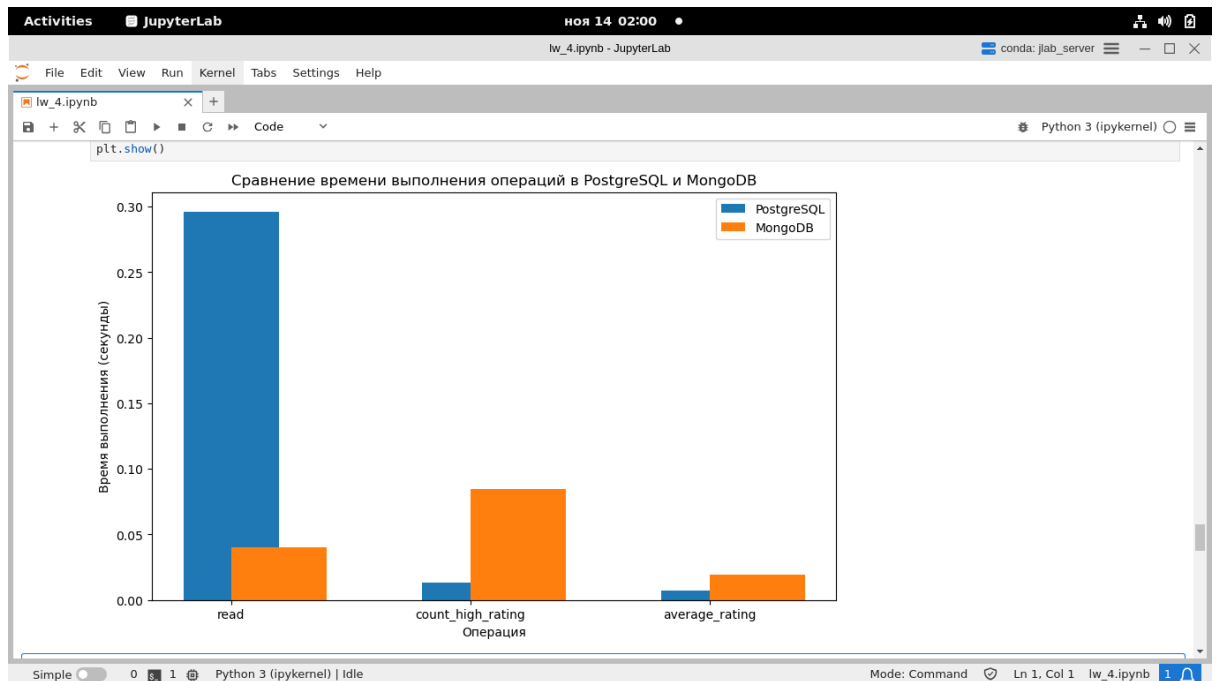 Activities JupyterLab ноя 14 02:00
lw_4.ipynb - JupyterLab conda: jlab_server
File Edit View Run Kernel Tabs Settings Help
lw_4.ipynb
Code Python 3 (ipykernel)
plt.show()
Сравнение времени выполнения операций в PostgreSQL и MongoDB
PostgreSQL
MongoDB
Время выполнения (секунды)
0.30
0.25
0.20
0.15
0.10
0.05
0.00
read count_high_rating average_rating
Операция
Simple 0 1 Python 3 (ipykernel) | Idle Mode: Command Ln 1, Col 1 lw_4.ipynb 1